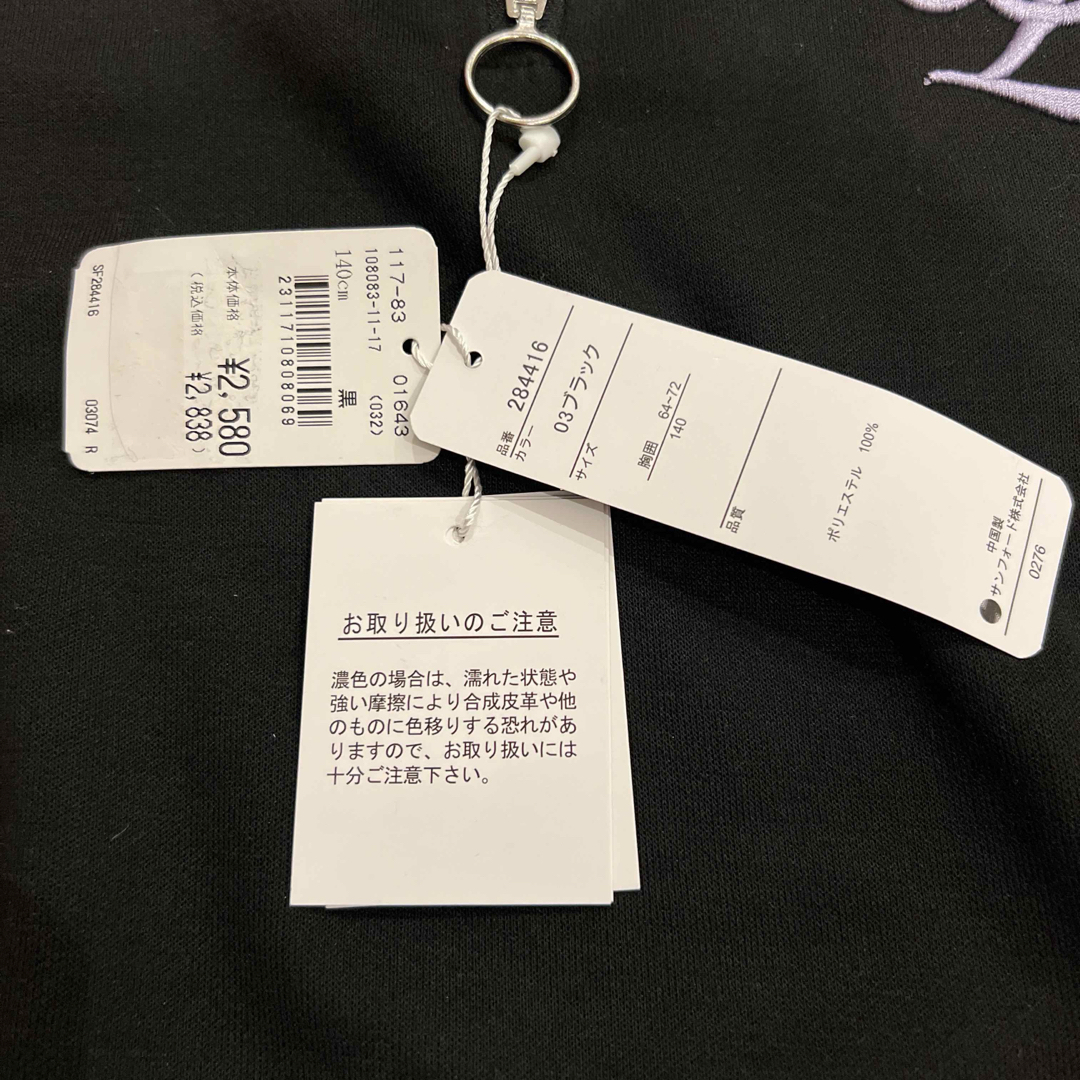 117-83 01643
108083-11-17 (032)
140cm 黒
2311710808069
本体価格 ¥2,580
(税込価格 ¥2,838)
SF284416 03074 R
品番 284416
カラー 03ブラック
サイズ
胸囲 64~72
140
品質
ポリエステル 100%
中国製
サンフォード株式会社
0276
お取り扱いのご注意
濃色の場合は、濡れた状態や
強い摩擦により合成皮革や他
のものに色移りする恐れがあ
りますので、お取り扱いには
十分ご注意下さい。